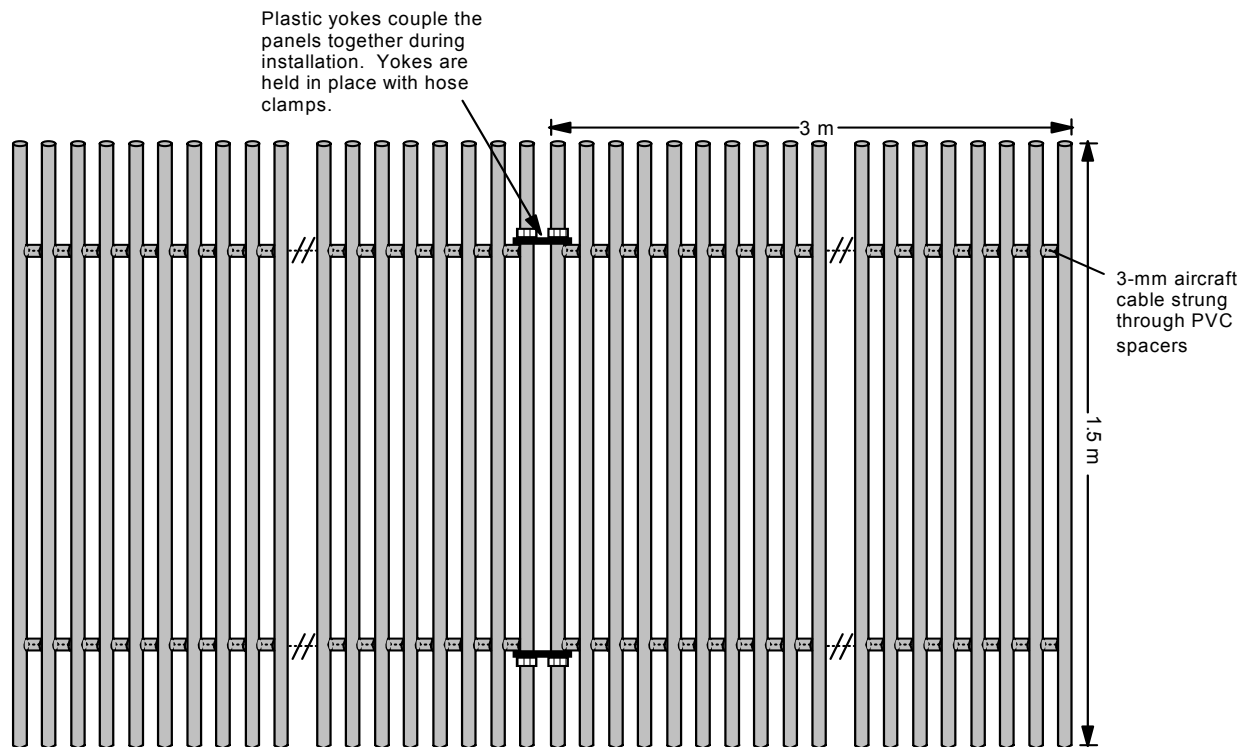 Plastic yokes couple the
panels together during
installation. Yokes are
held in place with hose
clamps.
3 m
3-mm aircraft
cable strung
through PVC
spacers
1.5 m